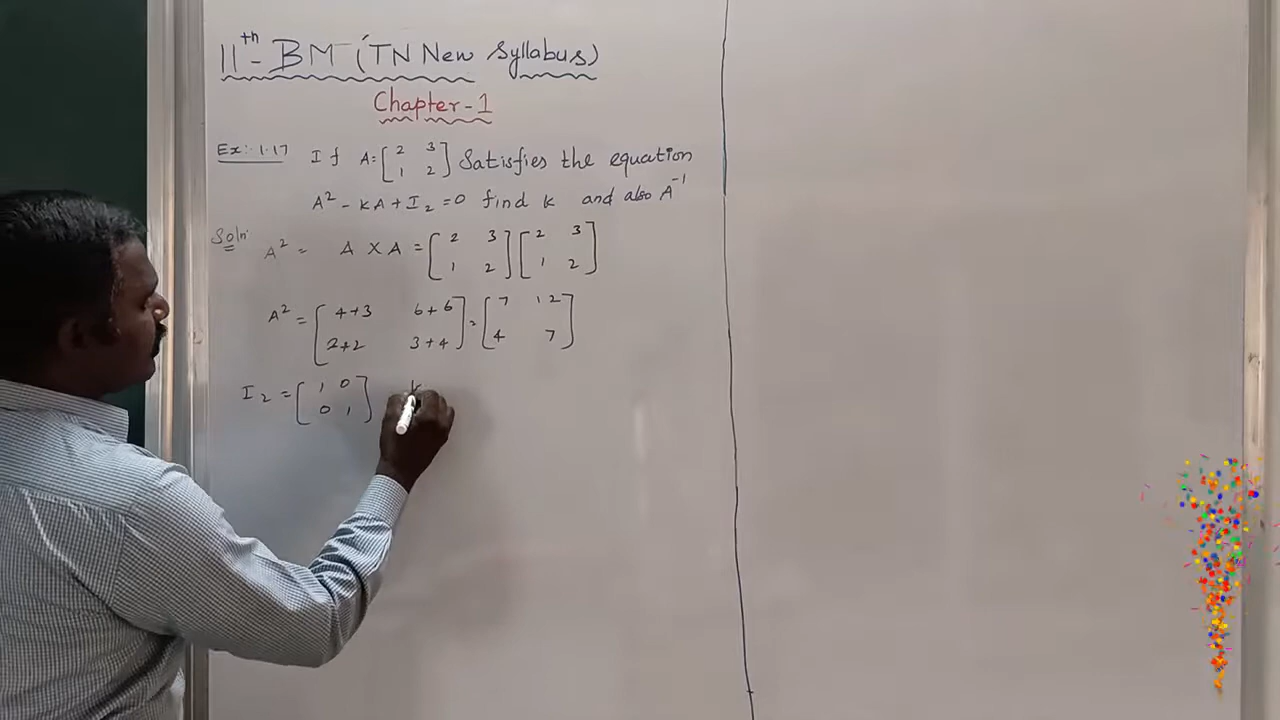 11th - BM (TN New Syllabus)
Chapter - 1
Ex:- 1.17 If A = [2 3 1 2] Satisfies the equation
A² - KA + I₂ = 0 find k and also A⁻¹
Soln A² = A X A = [2 3 1 2] [2 3 1 2]
A² = [4+3 6+6 2+2 3+4] = [7 12 4 7]
I₂ = [1 0 0 1] k